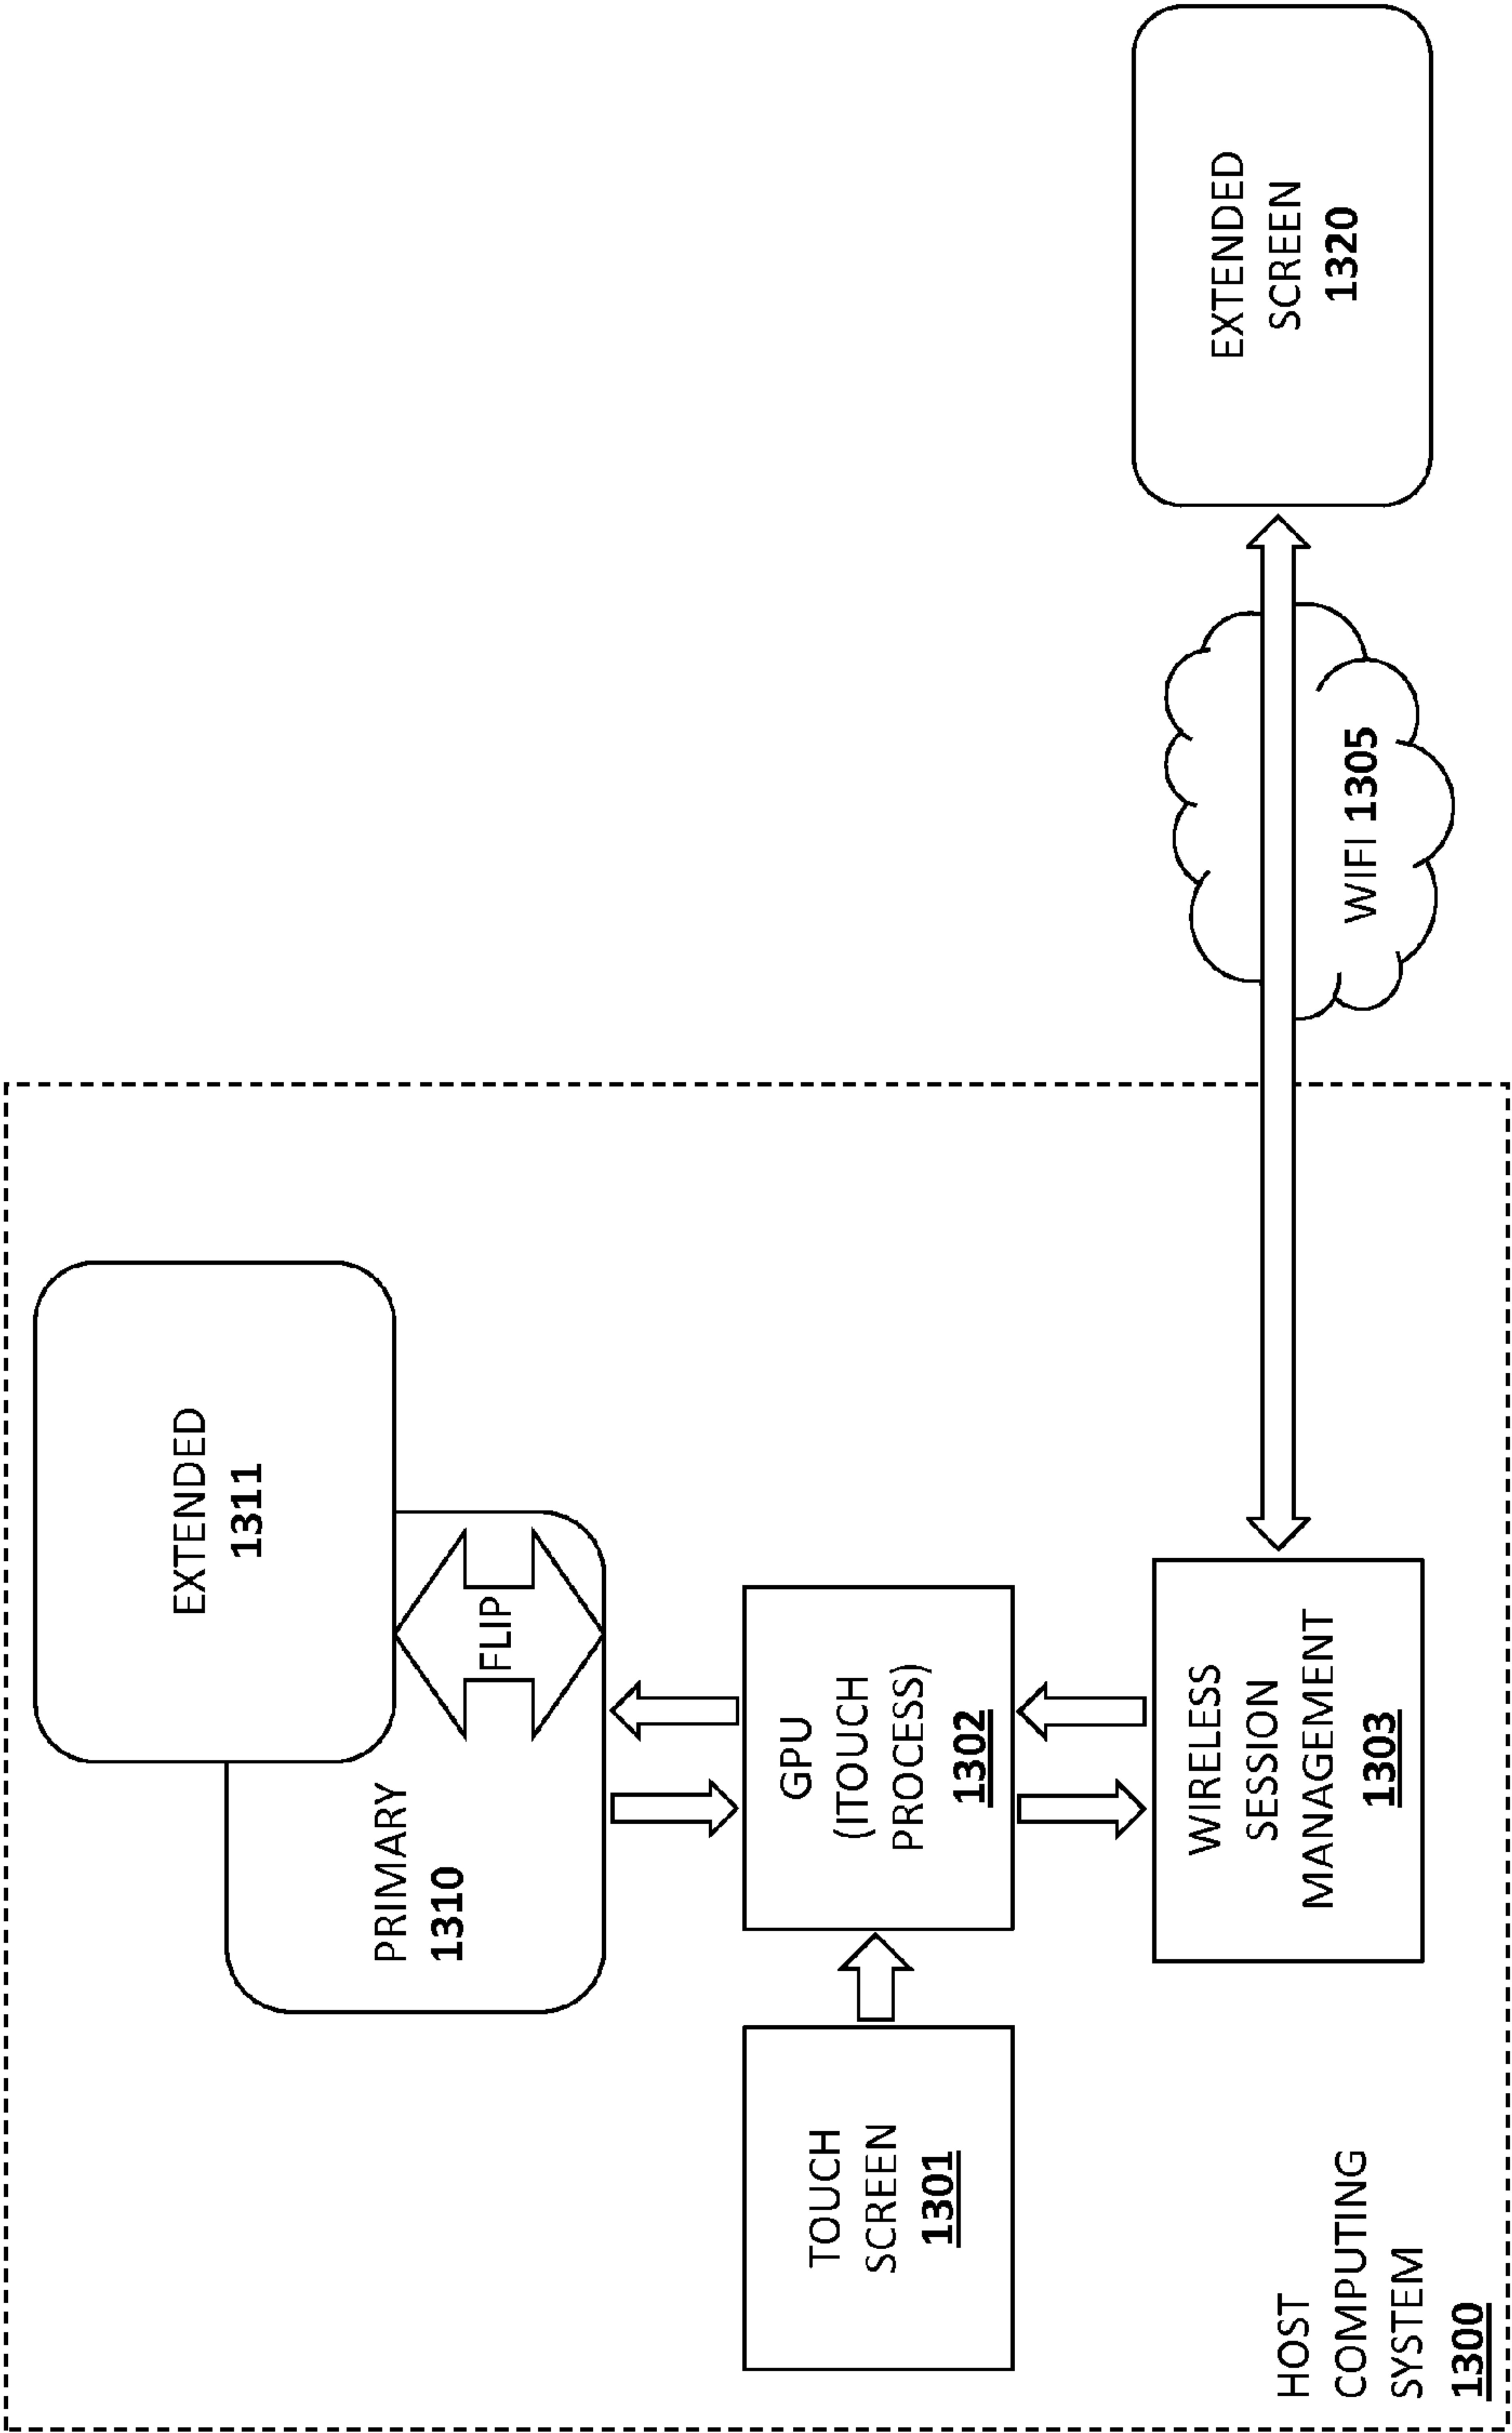 EXTENDED
1311
PRIMARY
1310
FLIP
TOUCH
SCREEN
1301
GPU
(ITOUCH
PROCESS)
1302
WIRELESS
SESSION
MANAGEMENT
1303
WIFI 1305
EXTENDED
SCREEN
1320
HOST
COMPUTING
SYSTEM
1300